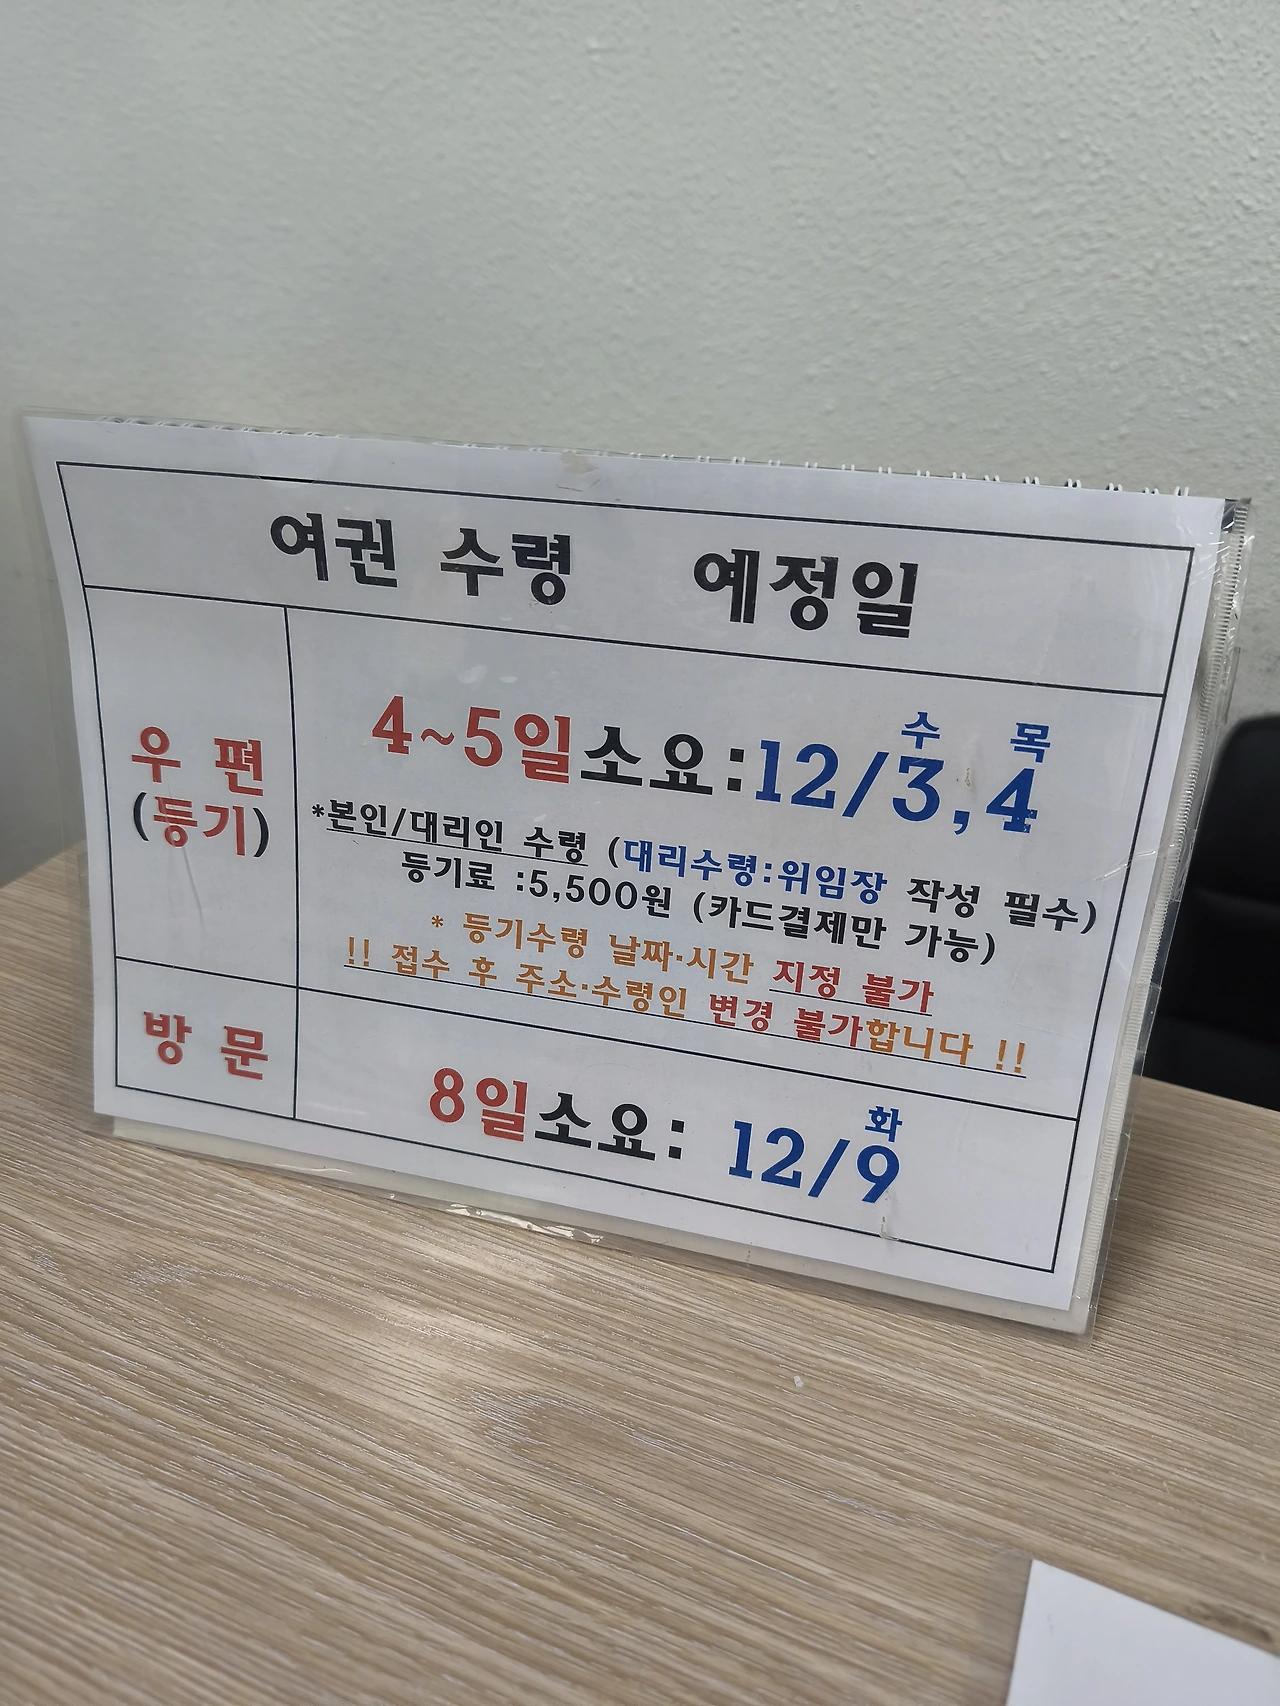 여권 수령 예정일
우 편
(등기)
수 목
4~5일소요:12/3,4
*본인/대리인 수령 (대리수령:위임장 작성 필수)
등기료 :5,500원 (카드결제만 가능)
* 등기수령 날짜·시간 지정 불가
!! 접수 후 주소·수령인 변경 불가합니다 !!
방 문
화
8일소요: 12/9